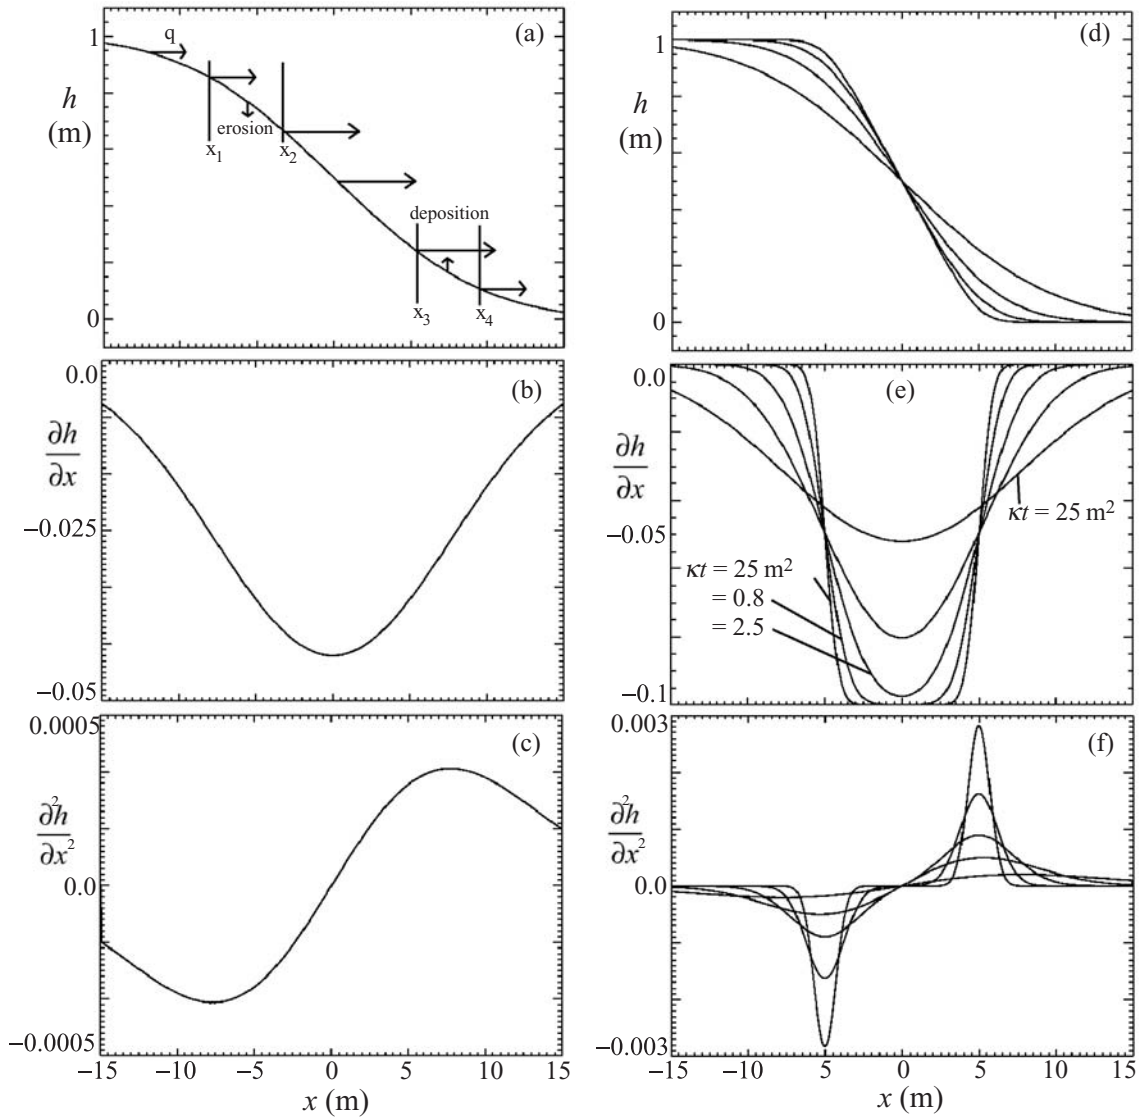 (a)
1
h
(m)
0
q
erosion
x1
x2
deposition
x3
x4
(b)
0.0
∂h
∂x
−0.025
−0.05
(c)
0.0005
∂²h
∂x²
0.0
−0.0005
−15 −10 −5 0 5 10 15
x (m)
(d)
1
h
(m)
0
(e)
0.0
∂h
∂x
−0.05
−0.1
κt = 25 m²
κt = 25 m²
= 0.8
= 2.5
(f)
0.003
∂²h
∂x²
0.0
−0.003
−15 −10 5 0 5 10 15
x (m)